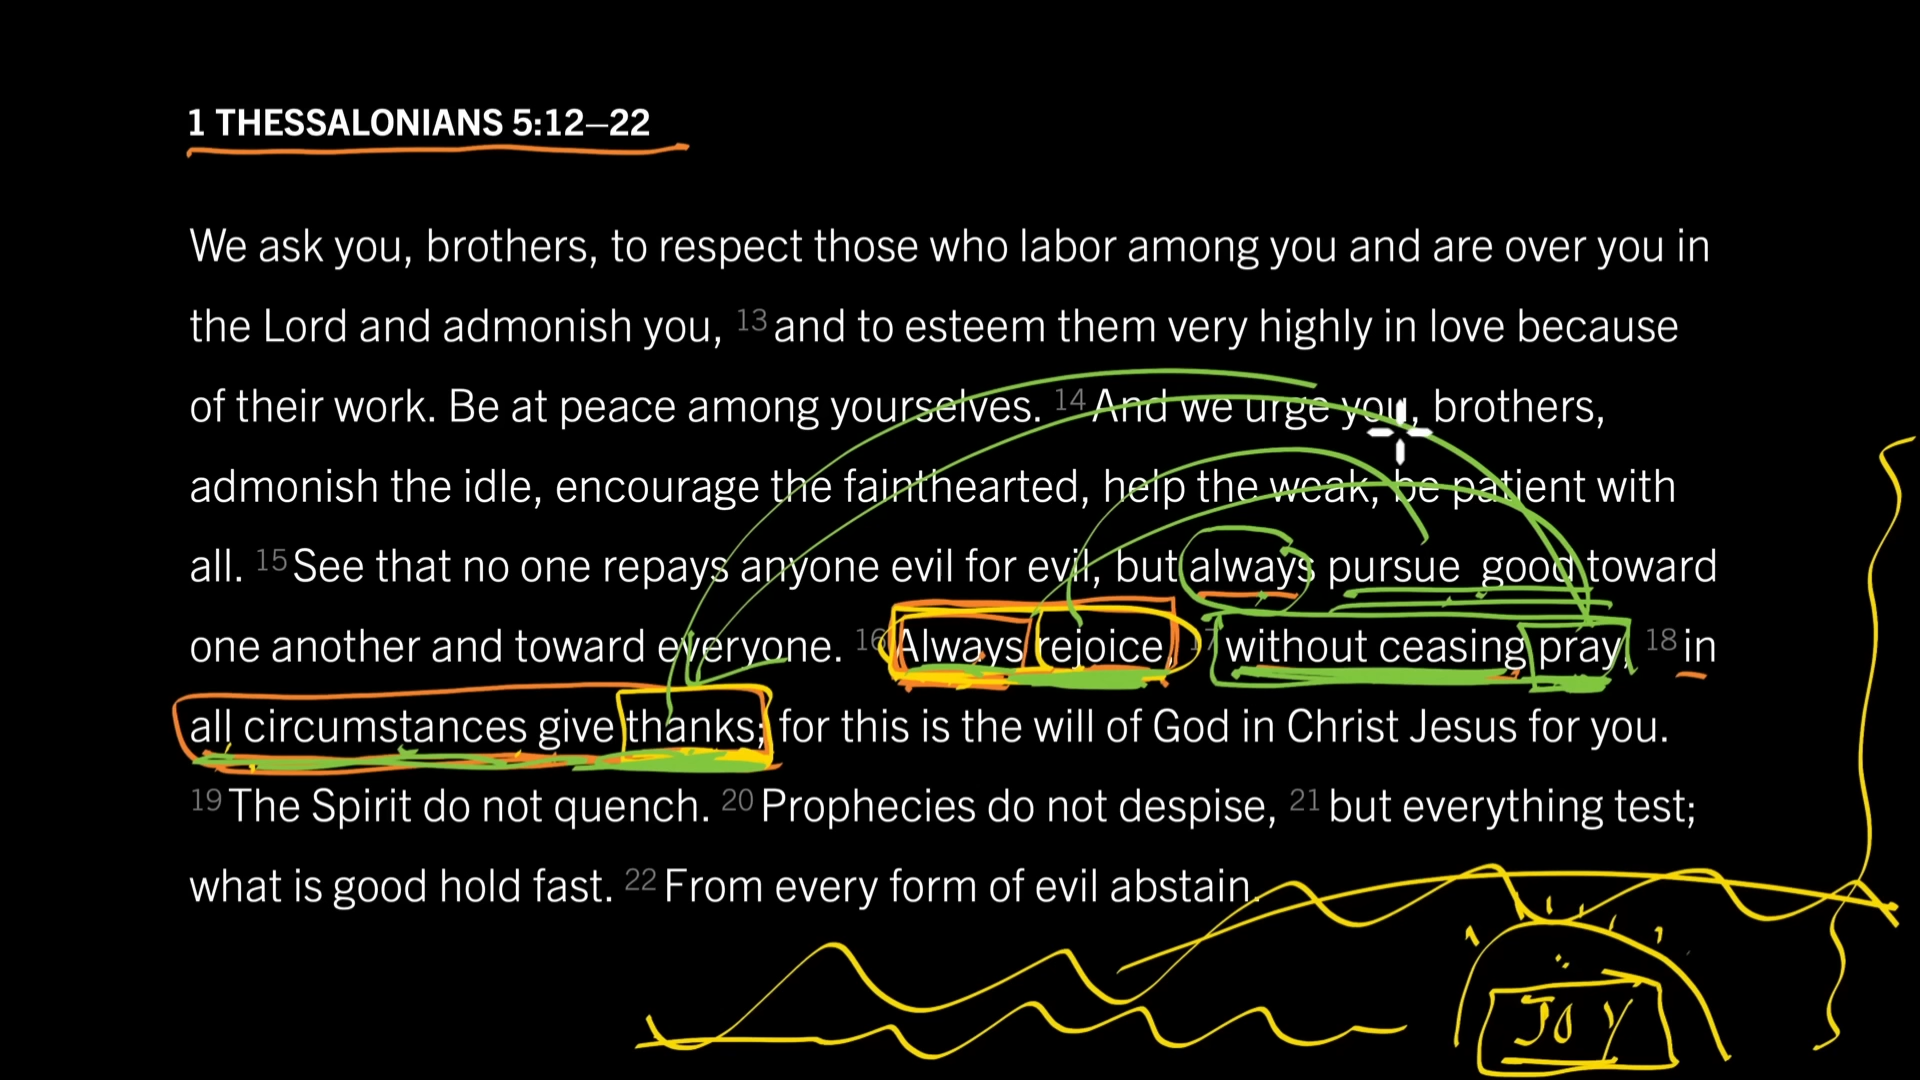 1 THESSALONIANS 5:12–22
We ask you, brothers, to respect those who labor among you and are over you in
the Lord and admonish you, 13 and to esteem them very highly in love because
of their work. Be at peace among yourselves. 14 And we urge you, brothers,
admonish the idle, encourage the fainthearted, help the weak, be patient with
all. 15 See that no one repays anyone evil for evil, but always pursue good toward
one another and toward everyone. 16 Always rejoice, 17 without ceasing pray, 18 in
all circumstances give thanks; for this is the will of God in Christ Jesus for you.
19 The Spirit do not quench. 20 Prophecies do not despise, 21 but everything test;
what is good hold fast. 22 From every form of evil abstain.
JOY